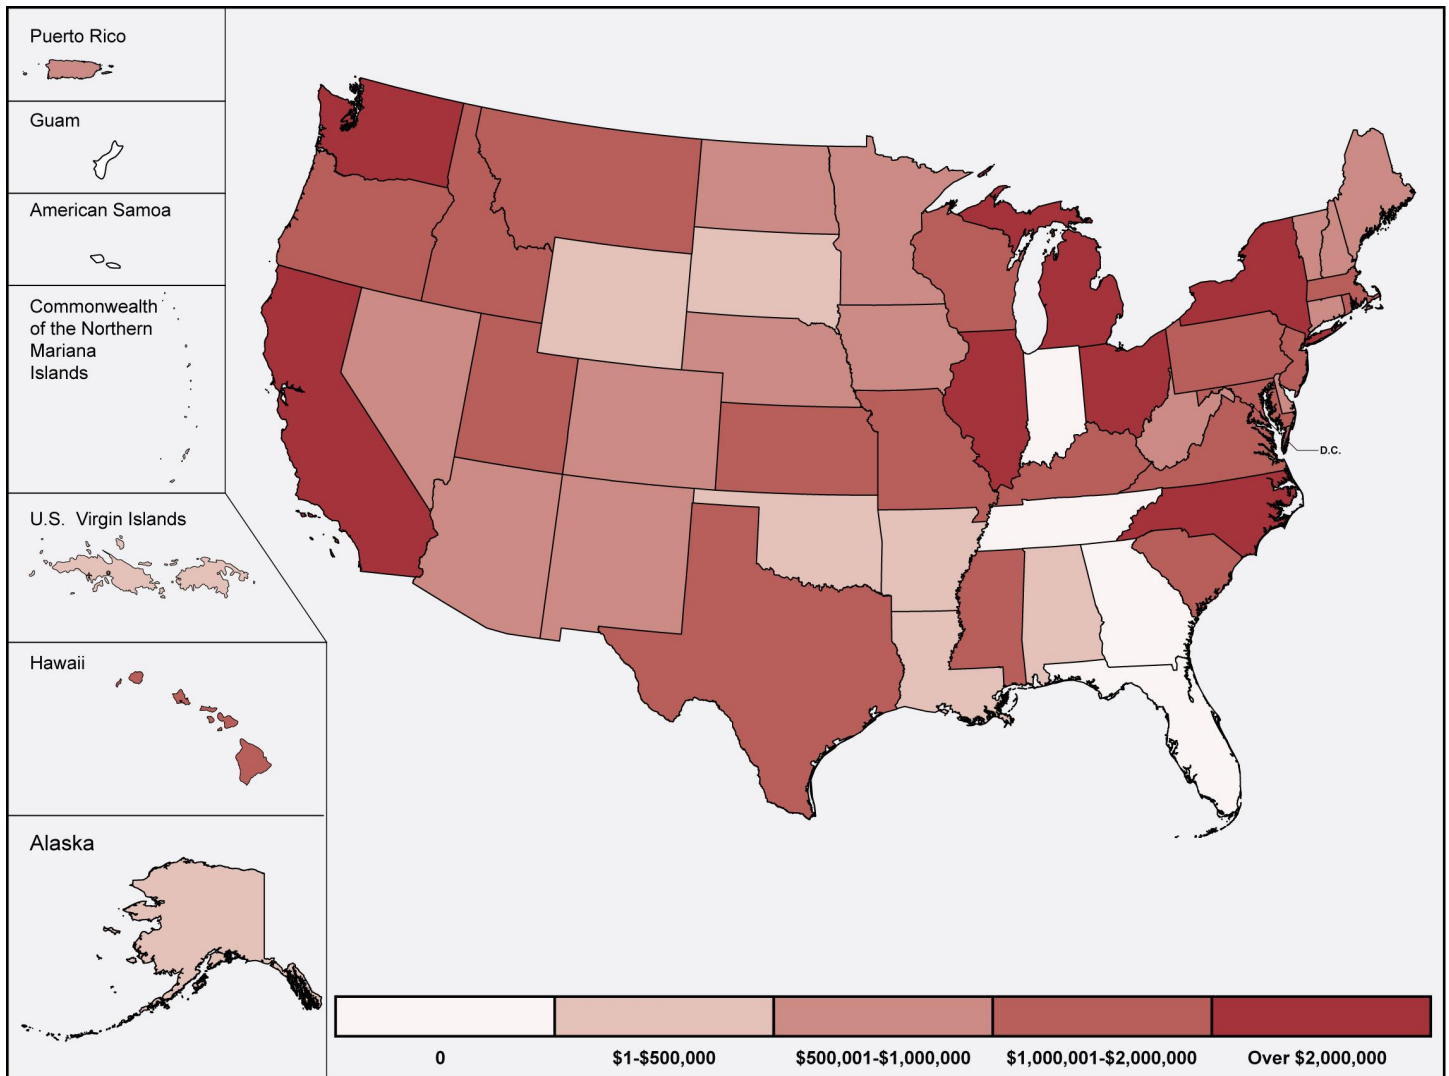 Puerto Rico
Guam
American Samoa
Commonwealth
of the Northern
Mariana
Islands
U.S. Virgin Islands
Hawaii
Alaska
D.C.
0
$1-$500,000
$500,001-$1,000,000
$1,000,001-$2,000,000
Over $2,000,000